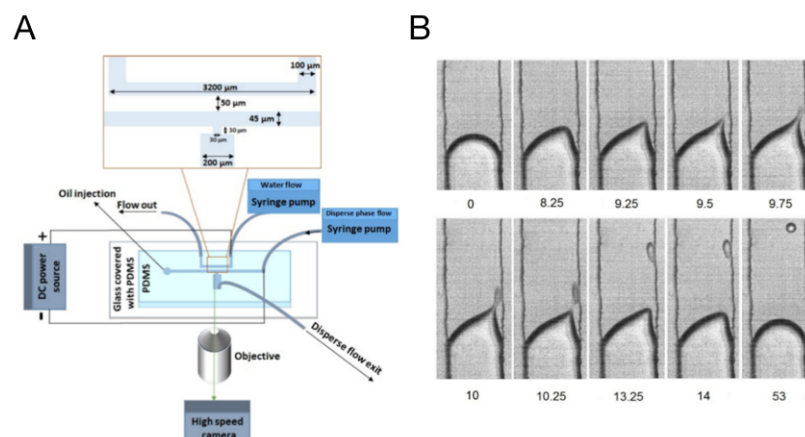 A
B
100 µm
3200 µm
50 µm
45 µm
30 µm
30 µm
200 µm
Oil injection
Flow out
Water flow
Syringe pump
Disperse phase flow
Syringe pump
+
DC power
source
−
Glass covered
with PDMS
PDMS
Objective
Disperse flow exit
High speed
camera
0
8.25
9.25
9.5
9.75
10
10.25
13.25
14
53